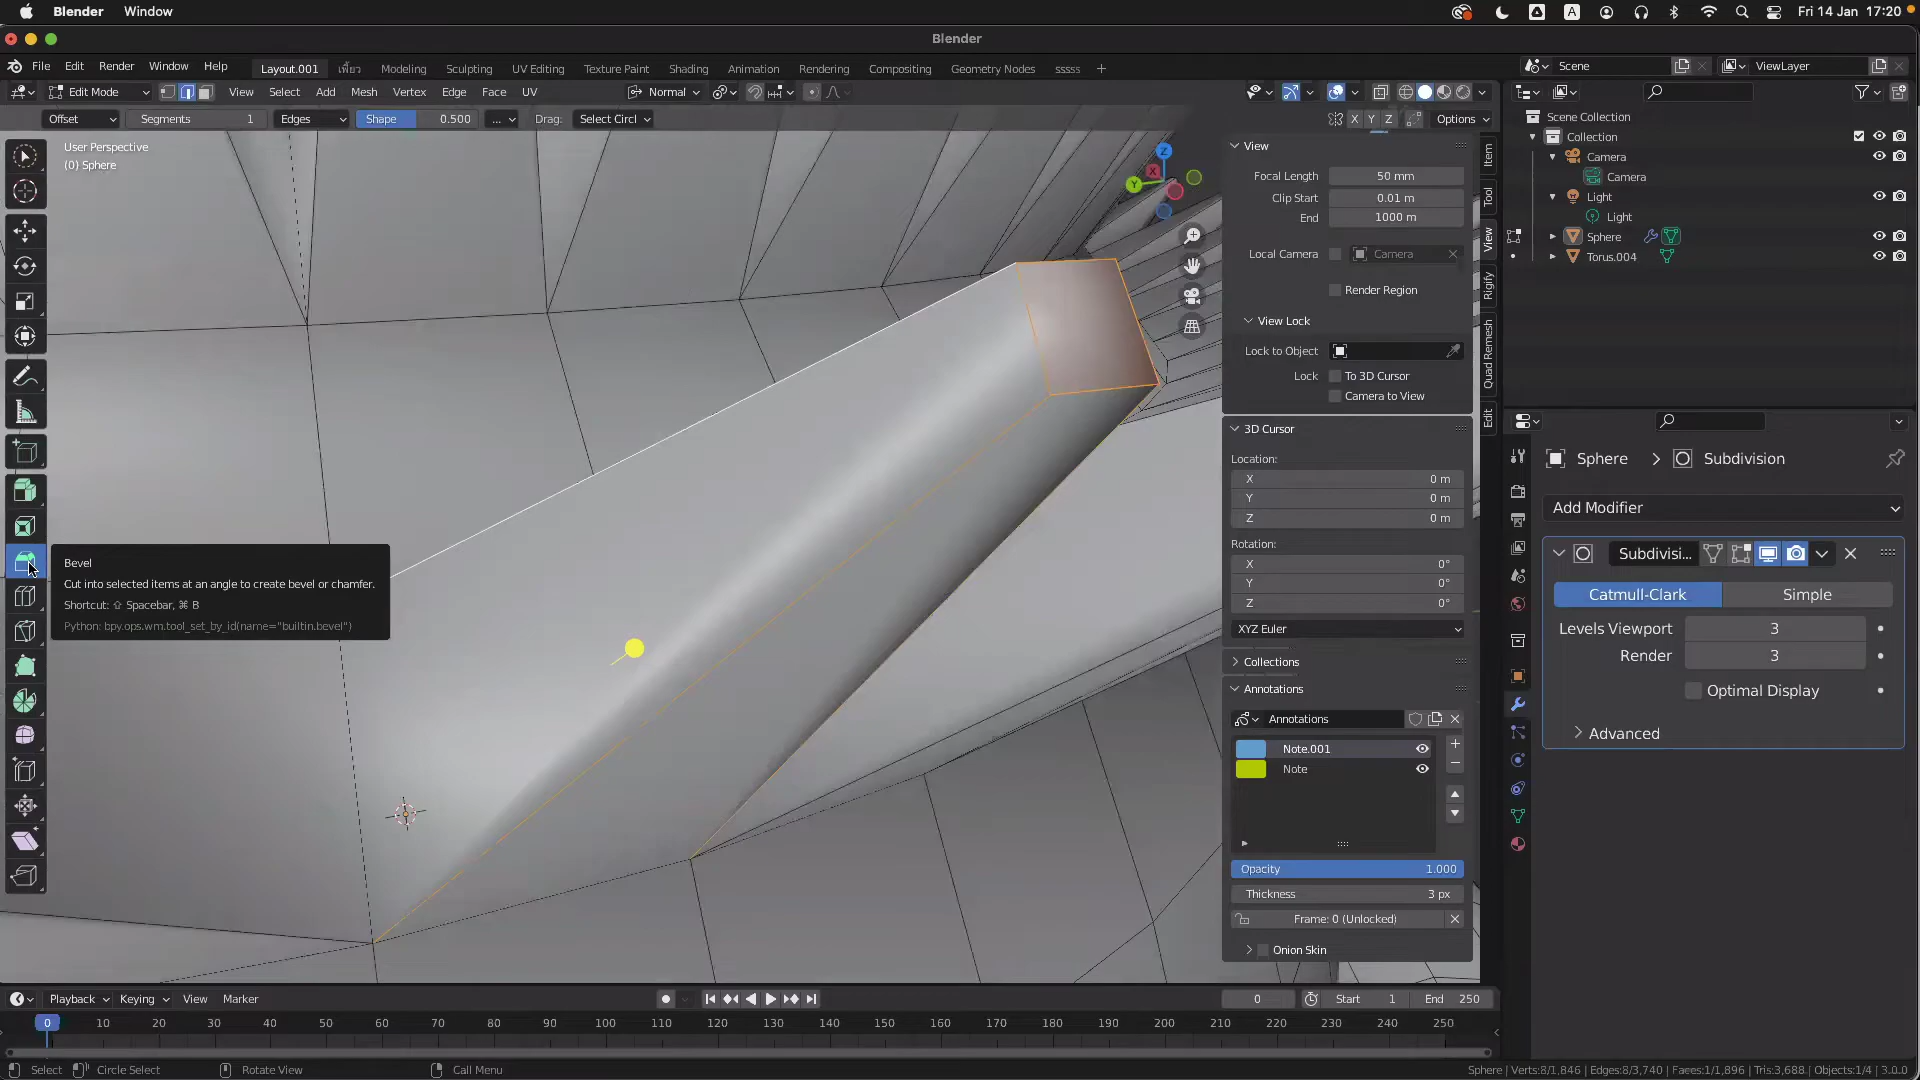 Blender Window Fri 14 Jan 17:20
Blender
File Edit Render Window Help Layout.001 เพี้ยว Modeling Sculpting UV Editing Texture Paint Shading Animation Rendering Compositing Geometry Nodes sssss + Scene ViewLayer
Edit Mode View Select Add Mesh Vertex Edge Face UV Normal
Offset Segments 1 Edges Shape 0.500 ... Drag: Select Circl X Y Z Options
User Perspective
(0) Sphere
Z
X
Y
Bevel
Cut into selected items at an angle to create bevel or chamfer.
Shortcut: ⇧ Spacebar, ⌘ B
Python: bpy.ops.wm.tool_set_by_id(name="builtin.bevel")
View
Focal Length 50 mm
Clip Start 0.01 m
End 1000 m
Local Camera Camera
Render Region
View Lock
Lock to Object
Lock To 3D Cursor
Camera to View
3D Cursor
Location:
X 0 m
Y 0 m
Z 0 m
Rotation:
X 0°
Y 0°
Z 0°
XYZ Euler
Collections
Annotations
Annotations
Note.001
Note
Opacity 1.000
Thickness 3 px
Frame: 0 (Unlocked)
Onion Skin
Item
Tool
View
Rigify
Quad Remesh
Edit
Scene Collection
Collection
Camera
Camera
Light
Light
Sphere
Torus.004
Sphere > Subdivision
Add Modifier
Subdivisi...
Catmull-Clark Simple
Levels Viewport 3
Render 3
Optimal Display
Advanced
Playback Keying View Marker 0 Start 1 End 250
0 10 20 30 40 50 60 70 80 90 100 110 120 130 140 150 160 170 180 190 200 210 220 230 240 250
Select Circle Select Rotate View Call Menu Sphere | Verts:8/1,846 | Edges:8/3,740 | Faces:1/1,896 | Tris:3,688 | Objects:1/4 | 3.0.0